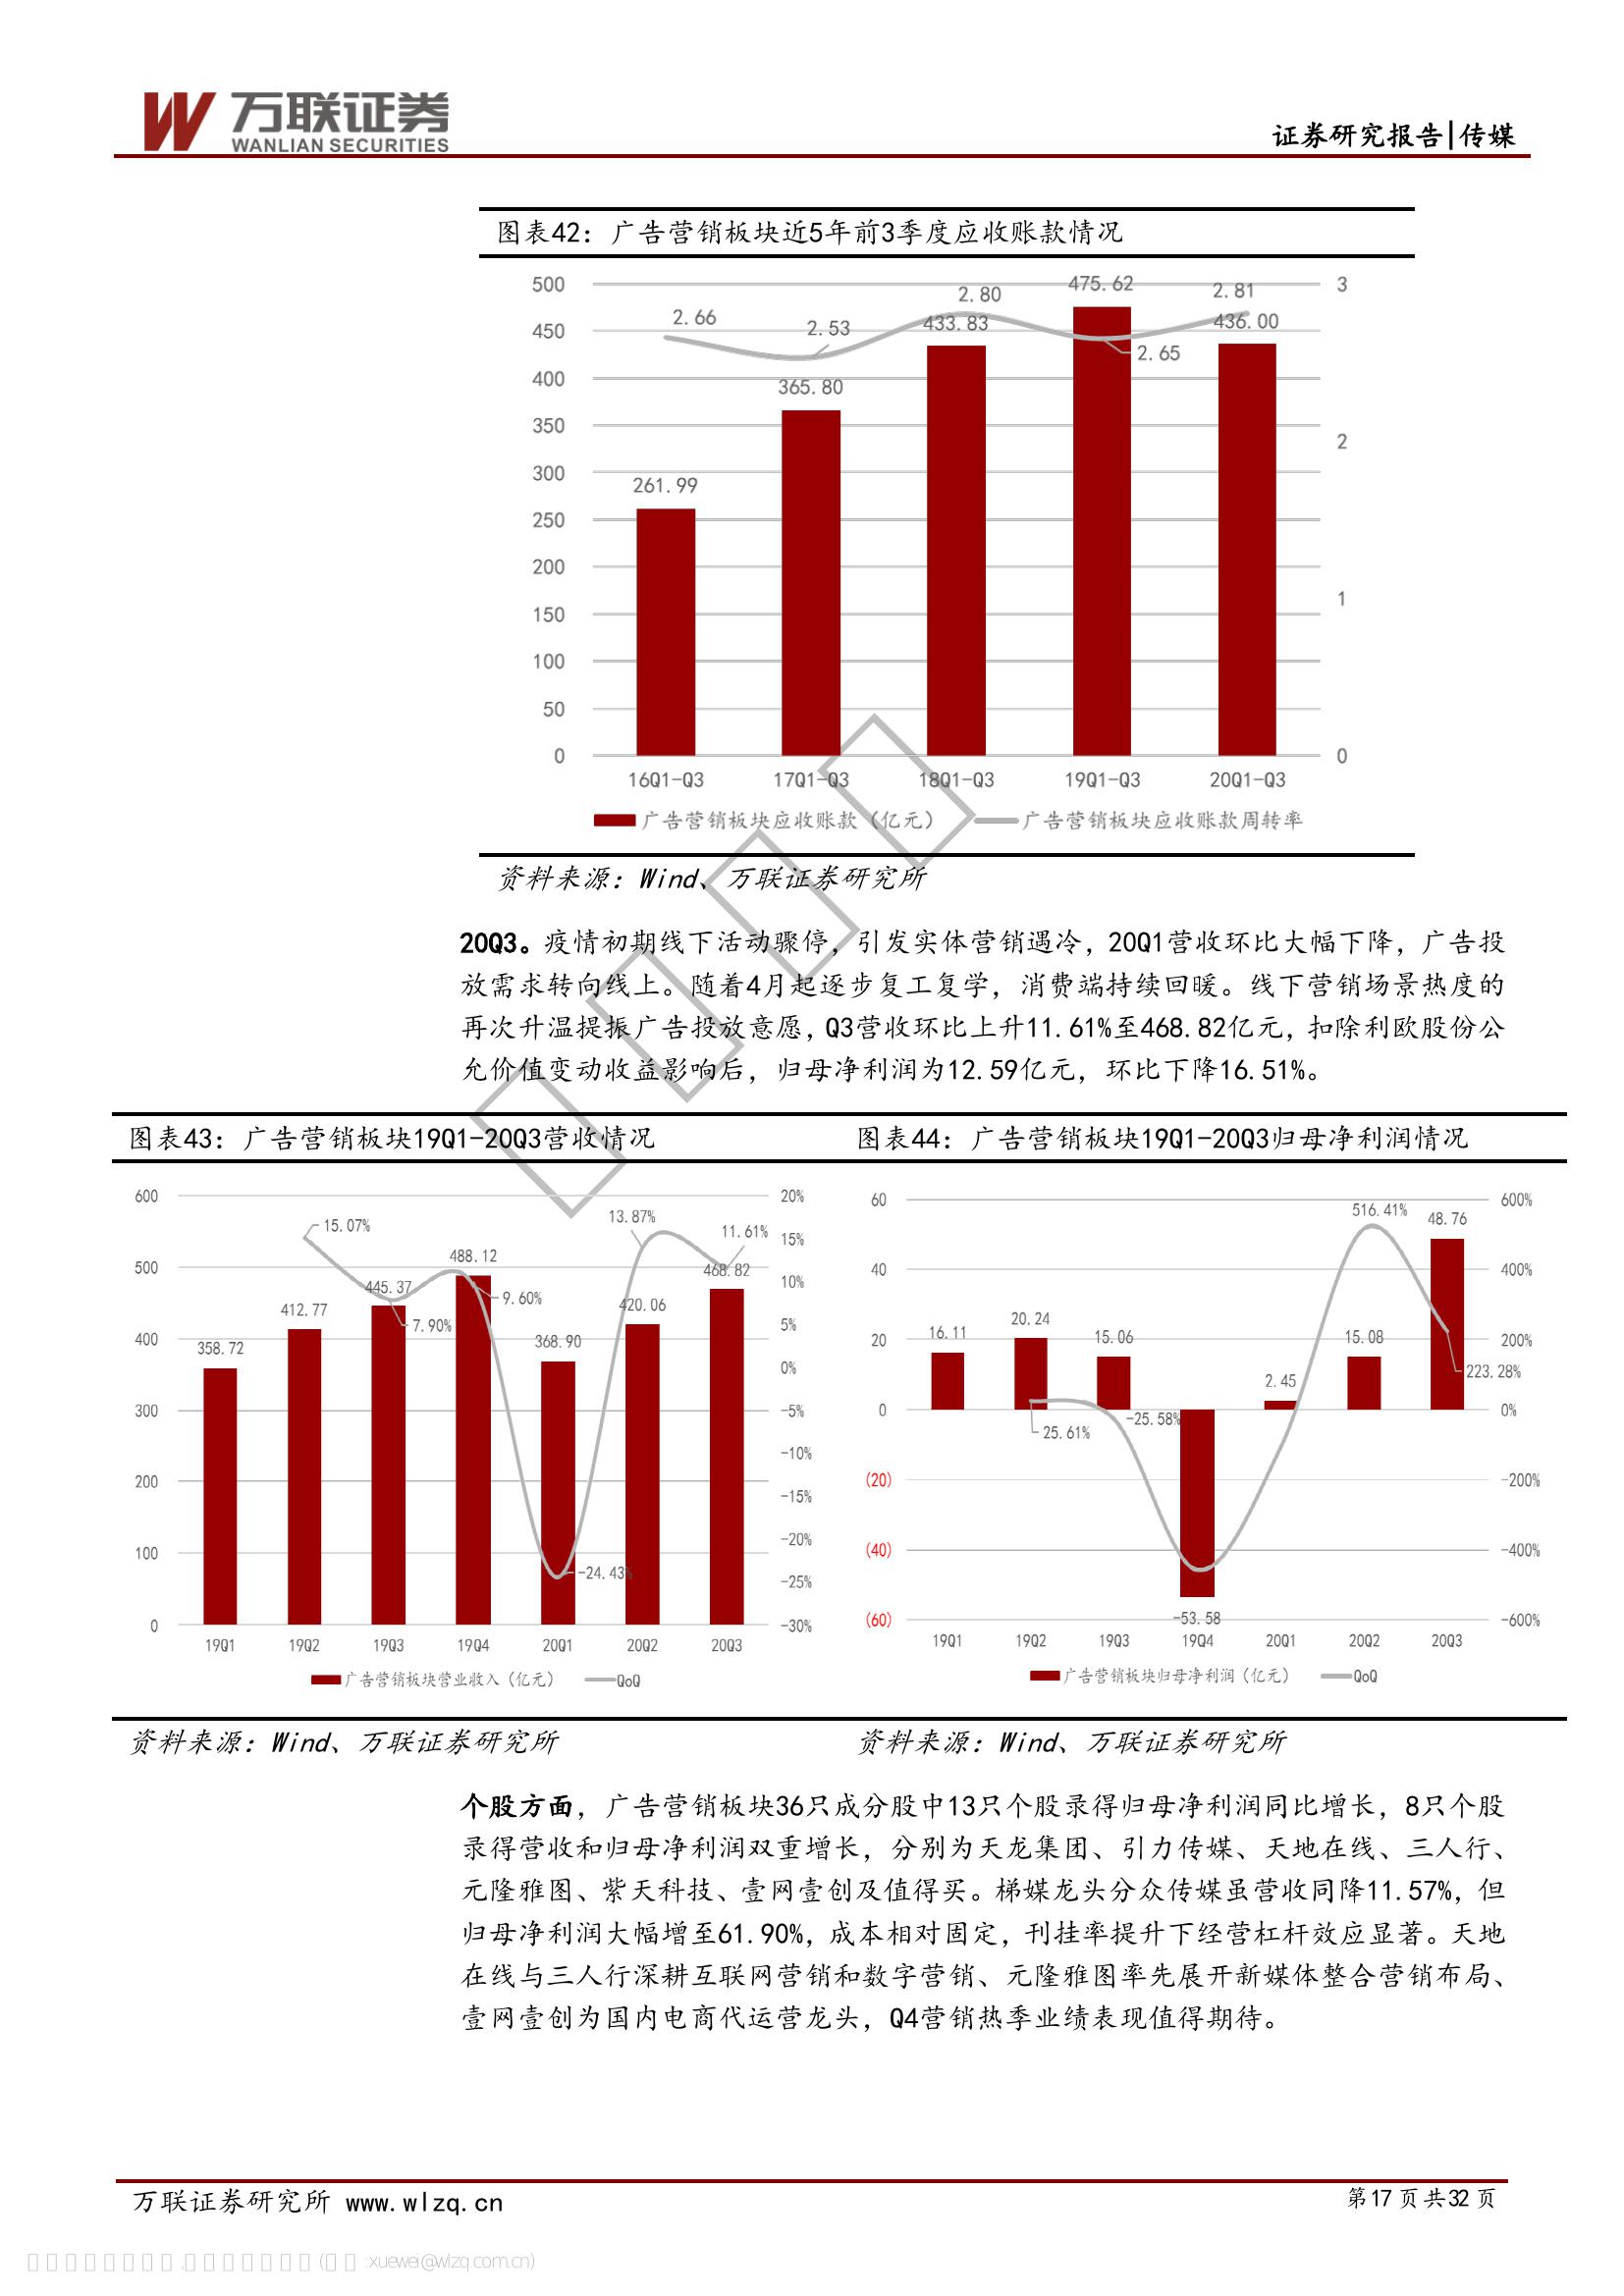 万联证券
WANLIAN SECURITIES
证券研究报告|传媒
图表42：广告营销板块近5年前3季度应收账款情况
500
450
400
350
300
250
200
150
100
50
0
3
2
1
0
2.66
2.53
2.80
2.65
2.81
261.99
365.80
433.83
475.62
436.00
16Q1-Q3 17Q1-Q3 18Q1-Q3 19Q1-Q3 20Q1-Q3
广告营销板块应收账款（亿元） 广告营销板块应收账款周转率
资料来源：Wind、万联证券研究所
20Q3。疫情初期线下活动骤停，引发实体营销遇冷，20Q1营收环比大幅下降，广告投
放需求转向线上。随着4月起逐步复工复学，消费端持续回暖。线下营销场景热度的
再次升温提振广告投放意愿，Q3营收环比上升11.61%至468.82亿元，扣除利欧股份公
允价值变动收益影响后，归母净利润为12.59亿元，环比下降16.51%。
图表43：广告营销板块19Q1-20Q3营收情况
600
500
400
300
200
100
0
20%
15%
10%
5%
0%
-5%
-10%
-15%
-20%
-25%
-30%
358.72
412.77
445.37
488.12
368.90
420.06
468.82
15.07%
7.90%
9.60%
-24.43%
13.87%
11.61%
19Q1 19Q2 19Q3 19Q4 20Q1 20Q2 20Q3
广告营销板块营业收入（亿元） QoQ
资料来源：Wind、万联证券研究所
图表44：广告营销板块19Q1-20Q3归母净利润情况
60
40
20
0
(20)
(40)
(60)
600%
400%
200%
0%
-200%
-400%
-600%
16.11
20.24
15.06
-53.58
2.45
15.08
48.76
25.61%
-25.58%
516.41%
223.28%
19Q1 19Q2 19Q3 19Q4 20Q1 20Q2 20Q3
广告营销板块归母净利润（亿元） QoQ
资料来源：Wind、万联证券研究所
个股方面，广告营销板块36只成分股中13只个股录得归母净利润同比增长，8只个股
录得营收和归母净利润双重增长，分别为天龙集团、引力传媒、天地在线、三人行、
元隆雅图、紫天科技、壹网壹创及值得买。梯媒龙头分众传媒虽营收同降11.57%，但
归母净利润大幅增至61.90%，成本相对固定，刊挂率提升下经营杠杆效应显著。天地
在线与三人行深耕互联网营销和数字营销、元隆雅图率先展开新媒体整合营销布局、
壹网壹创为国内电商代运营龙头，Q4营销热季业绩表现值得期待。
万联证券研究所 www.wlzq.cn
第17页共32页
xuewei@wlzq.com.cn)